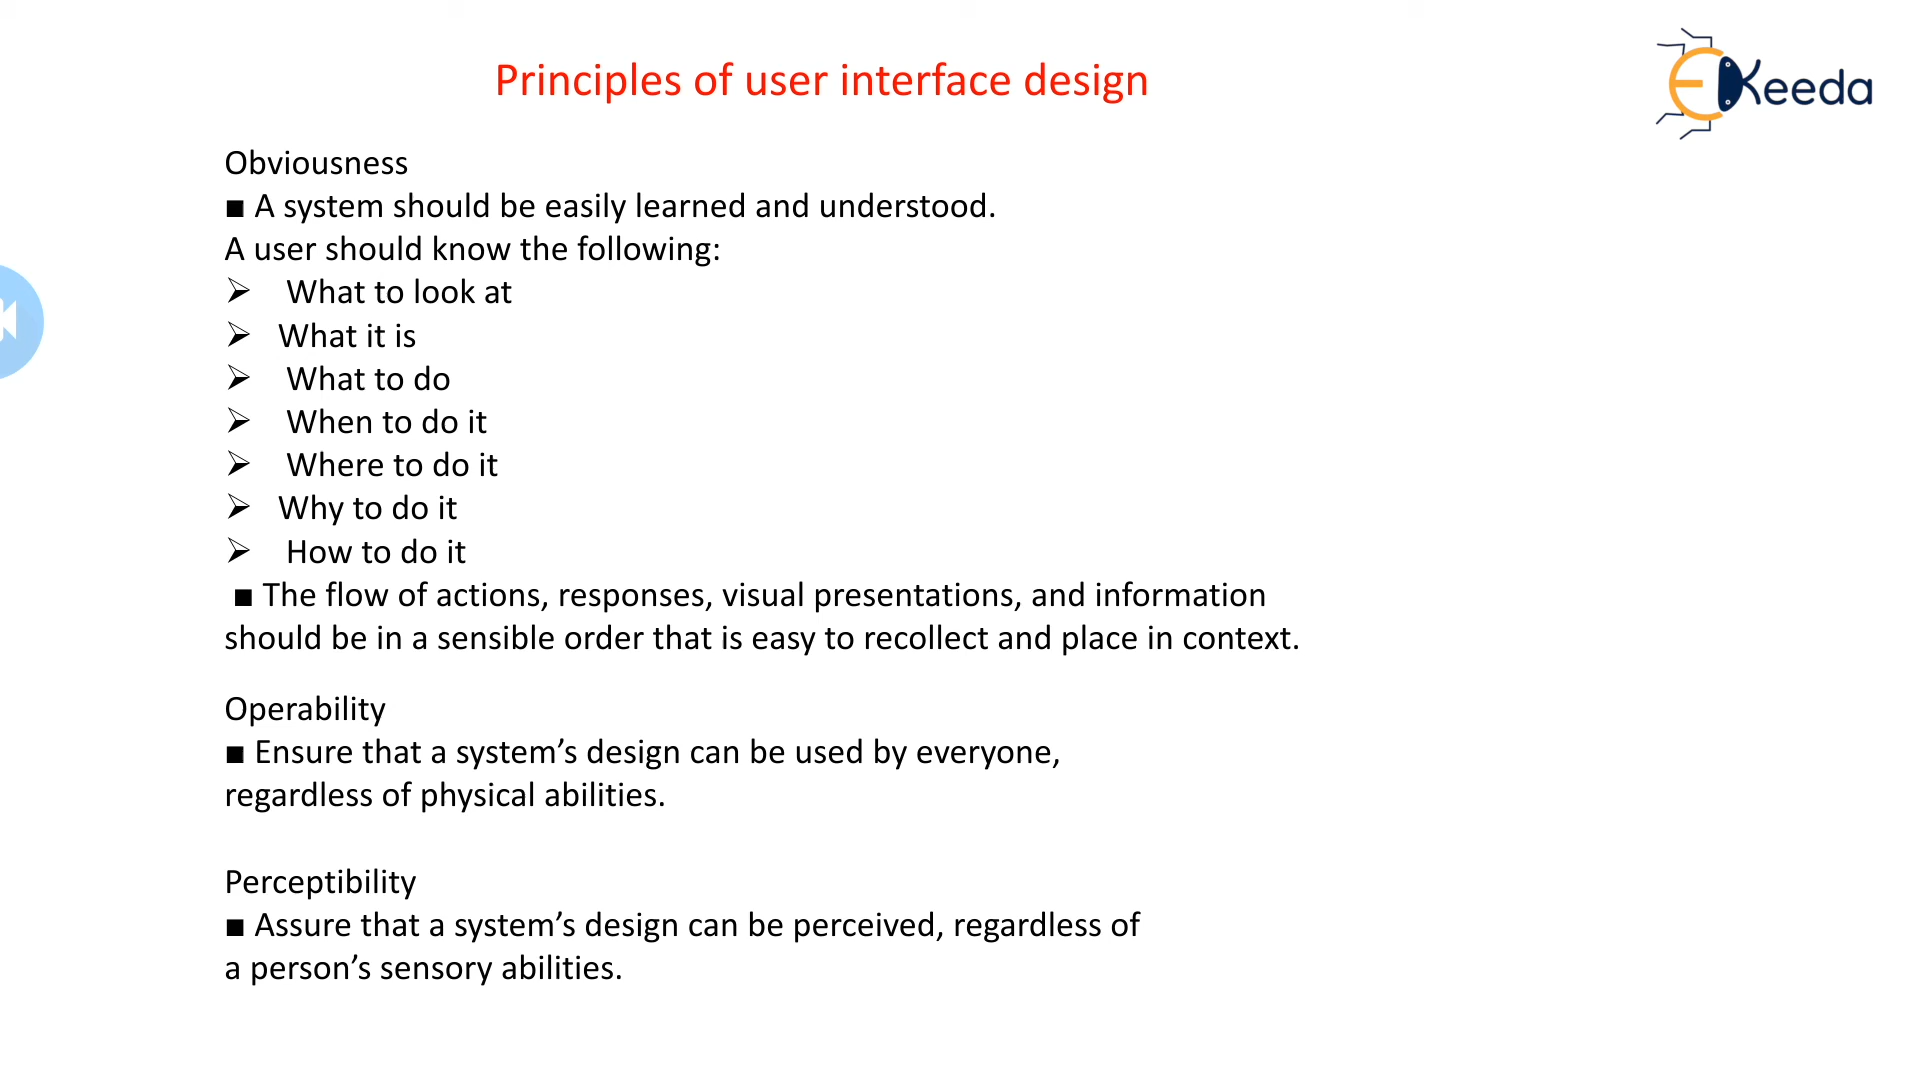 Principles of user interface design
EKeeda
Obviousness
▪ A system should be easily learned and understood.
A user should know the following:
➢ What to look at
➢ What it is
➢ What to do
➢ When to do it
➢ Where to do it
➢ Why to do it
➢ How to do it
▪ The flow of actions, responses, visual presentations, and information
should be in a sensible order that is easy to recollect and place in context.
Operability
▪ Ensure that a system’s design can be used by everyone,
regardless of physical abilities.
Perceptibility
▪ Assure that a system’s design can be perceived, regardless of
a person’s sensory abilities.